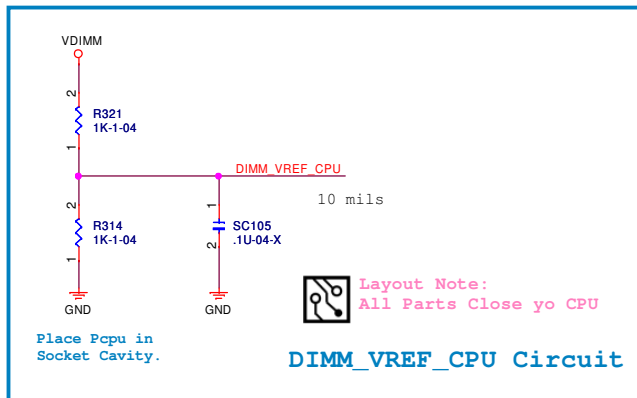 VDIMM
2
R321
1K-1-04
1
DIMM_VREF_CPU
10 mils
2
R314
1K-1-04
1
1
SC105
.1U-04-X
2
GND
GND
Layout Note:
All Parts Close yo CPU
Place Pcpu in
Socket Cavity.
DIMM_VREF_CPU Circuit